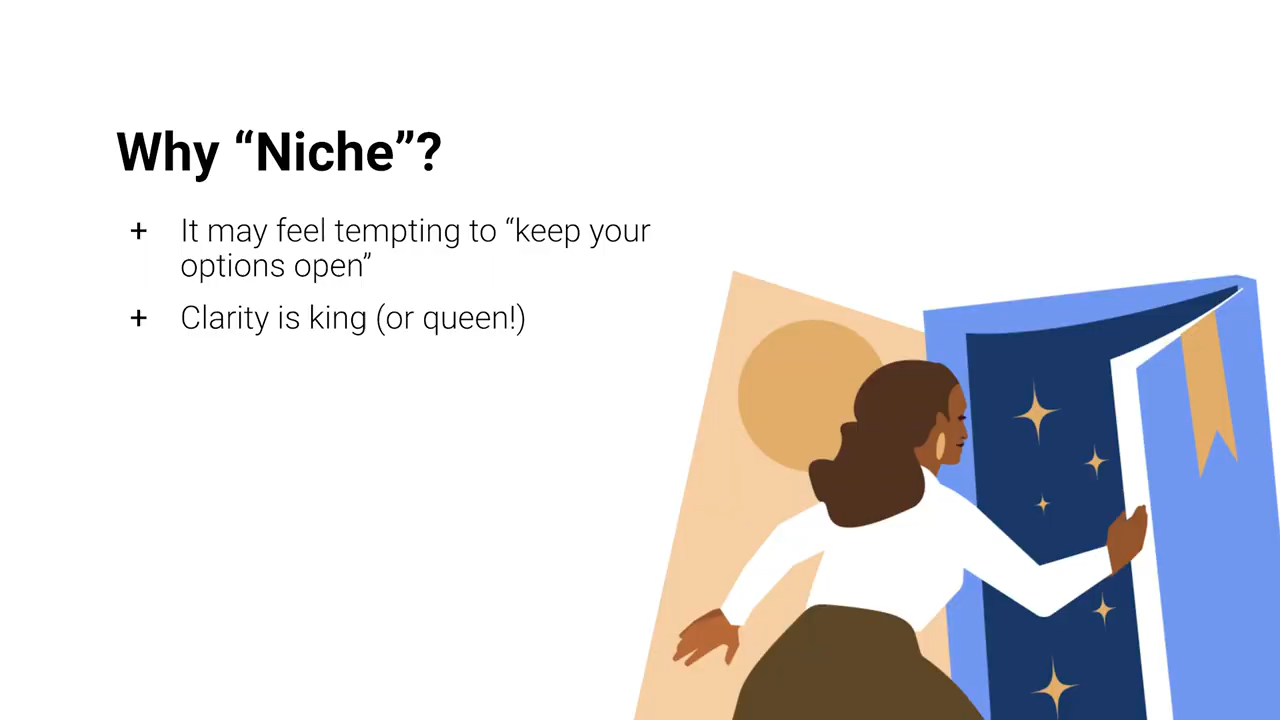 Why “Niche”?
+ It may feel tempting to “keep your
options open”
+ Clarity is king (or queen!)